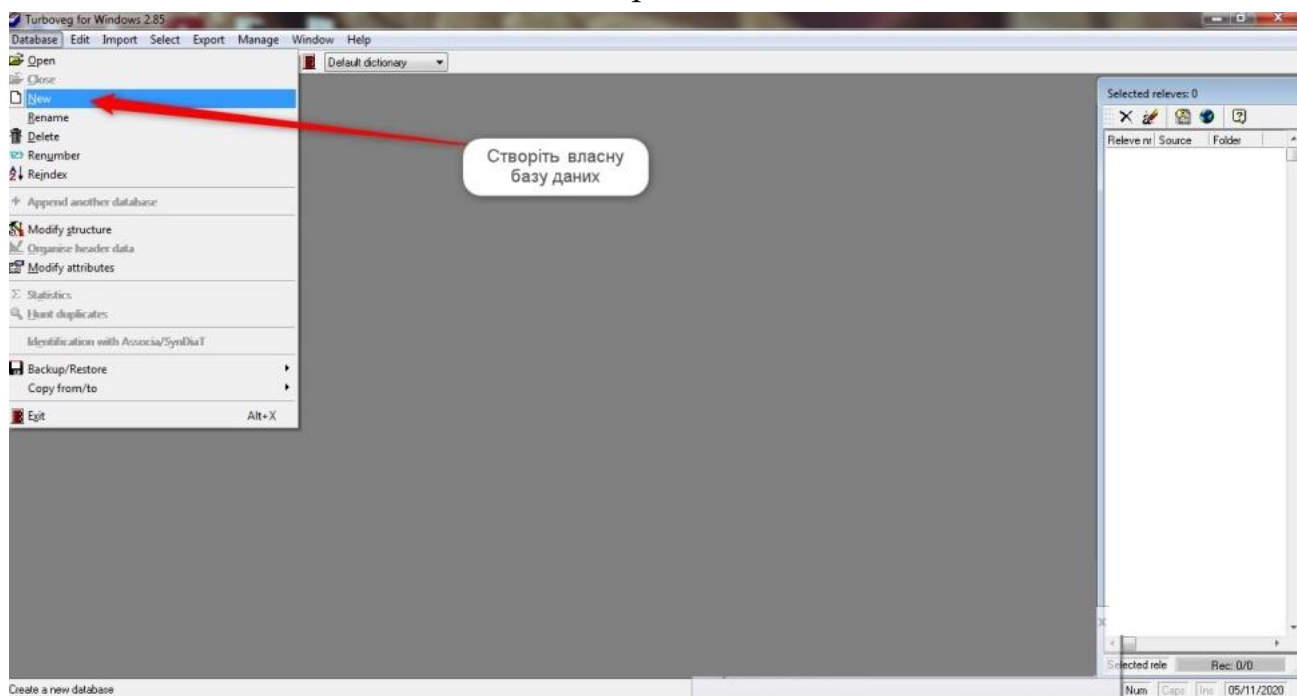 Turboveg for Windows 2.85
Database Edit Import Select Export Manage Window Help
Open
Default dictionary
Close
New
Rename
Delete
Renumber
Reindex
Append another database
Modify structure
Organise header data
Modify attributes
Statistics
Hunt duplicates
Identification with Associa/SynDiaT
Backup/Restore
Copy from/to
Exit Alt+X
Створіть власну
базу даних
Selected releves: 0
Releve nr Source Folder
Selected rele Rec: 0/0
Create a new database
Num Caps Ins 05/11/2020